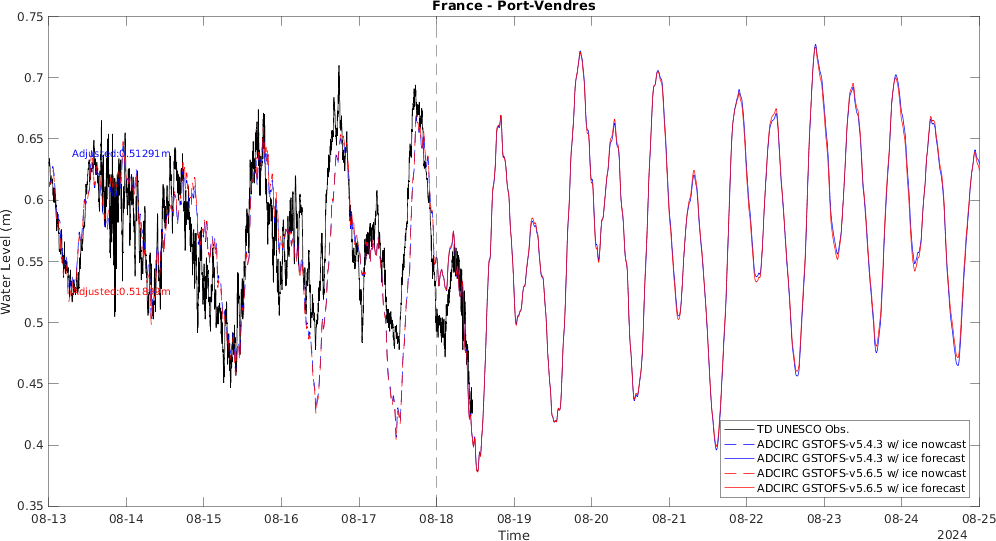 France - Port-Vendres
0.75
0.7
0.65
0.6
0.55
0.5
0.45
0.4
0.35
Water Level (m)
Adjusted:0.51291m
TD UNESCO Obs.
ADCIRC GSTOFS-v5.4.3 w/ ice nowcast
ADCIRC GSTOFS-v5.4.3 w/ ice forecast
ADCIRC GSTOFS-v5.6.5 w/ ice nowcast
ADCIRC GSTOFS-v5.6.5 w/ ice forecast
08-13 08-14 08-15 08-16 08-17 08-18 08-19 08-20 08-21 08-22 08-23 08-24 08-25
Time
2024